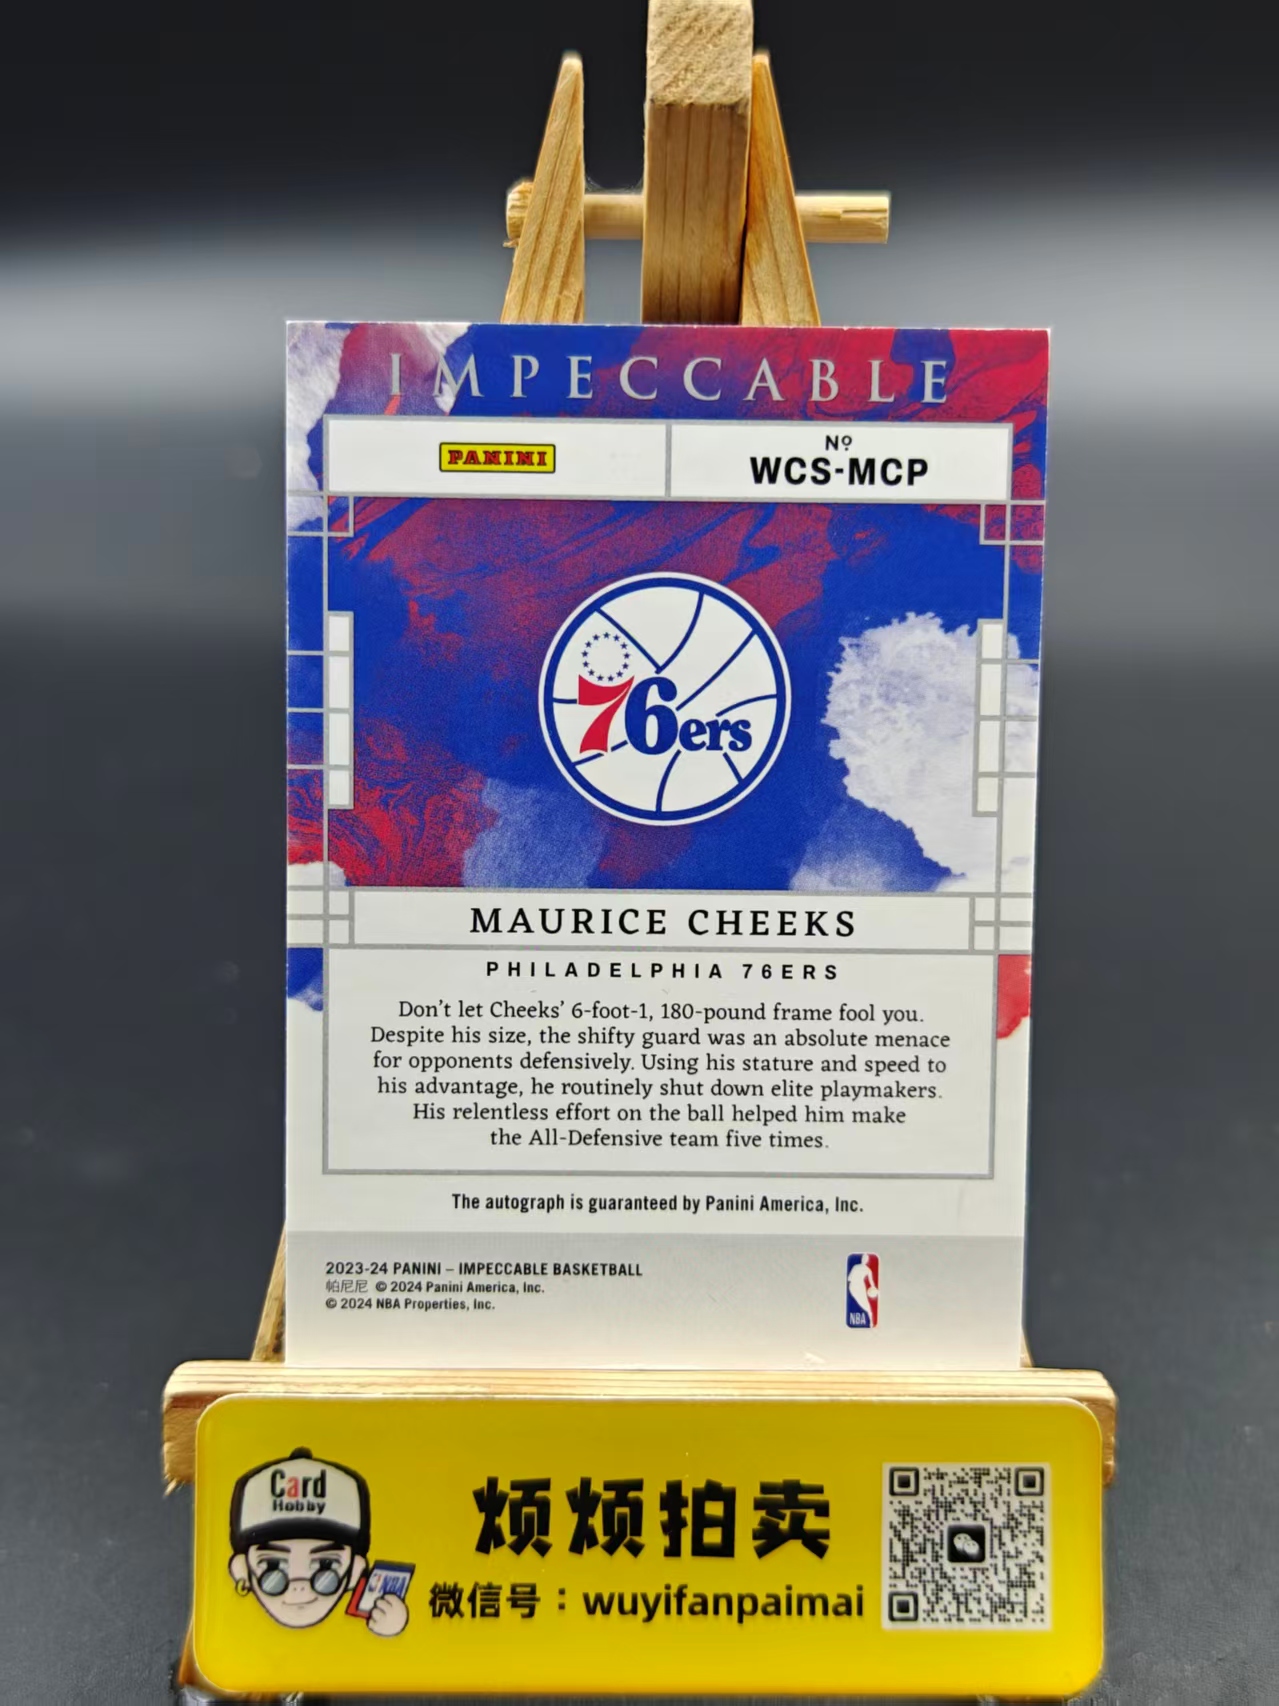 IMPECCABLE
PANINI
Nº
WCS-MCP
76ers
MAURICE CHEEKS
PHILADELPHIA 76ERS
Don't let Cheeks' 6-foot-1, 180-pound frame fool you.
Despite his size, the shifty guard was an absolute menace
for opponents defensively. Using his stature and speed to
his advantage, he routinely shut down elite playmakers.
His relentless effort on the ball helped him make
the All-Defensive team five times.
The autograph is guaranteed by Panini America, Inc.
2023-24 PANINI – IMPECCABLE BASKETBALL
帕尼尼 © 2024 Panini America, Inc.
© 2024 NBA Properties, Inc.
NBA
Card
Hobby
NBA
烦烦拍卖
微信号：wuyifanpaimai